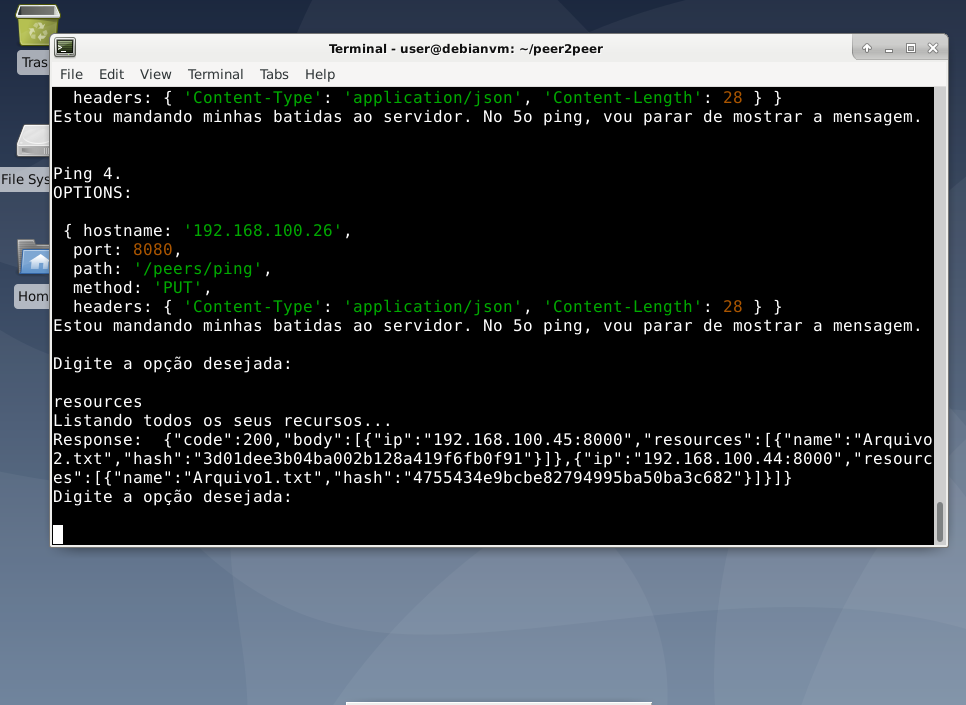 Tras
File Sys
Hom
Terminal - user@debianvm: ~/peer2peer
File Edit View Terminal Tabs Help
headers: { 'Content-Type': 'application/json', 'Content-Length': 28 } }
Estou mandando minhas batidas ao servidor. No 5o ping, vou parar de mostrar a mensagem.
Ping 4.
OPTIONS:
{ hostname: '192.168.100.26',
port: 8080,
path: '/peers/ping',
method: 'PUT',
headers: { 'Content-Type': 'application/json', 'Content-Length': 28 } }
Estou mandando minhas batidas ao servidor. No 5o ping, vou parar de mostrar a mensagem.
Digite a opção desejada:
resources
Listando todos os seus recursos...
Response:  {"code":200,"body":[{"ip":"192.168.100.45:8000","resources":[{"name":"Arquivo
2.txt","hash":"3d01dee3b04ba002b128a419f6fb0f91"}]},{"ip":"192.168.100.44:8000","resourc
es":[{"name":"Arquivo1.txt","hash":"4755434e9bcbe82794995ba50ba3c682"}]}]}
Digite a opção desejada: